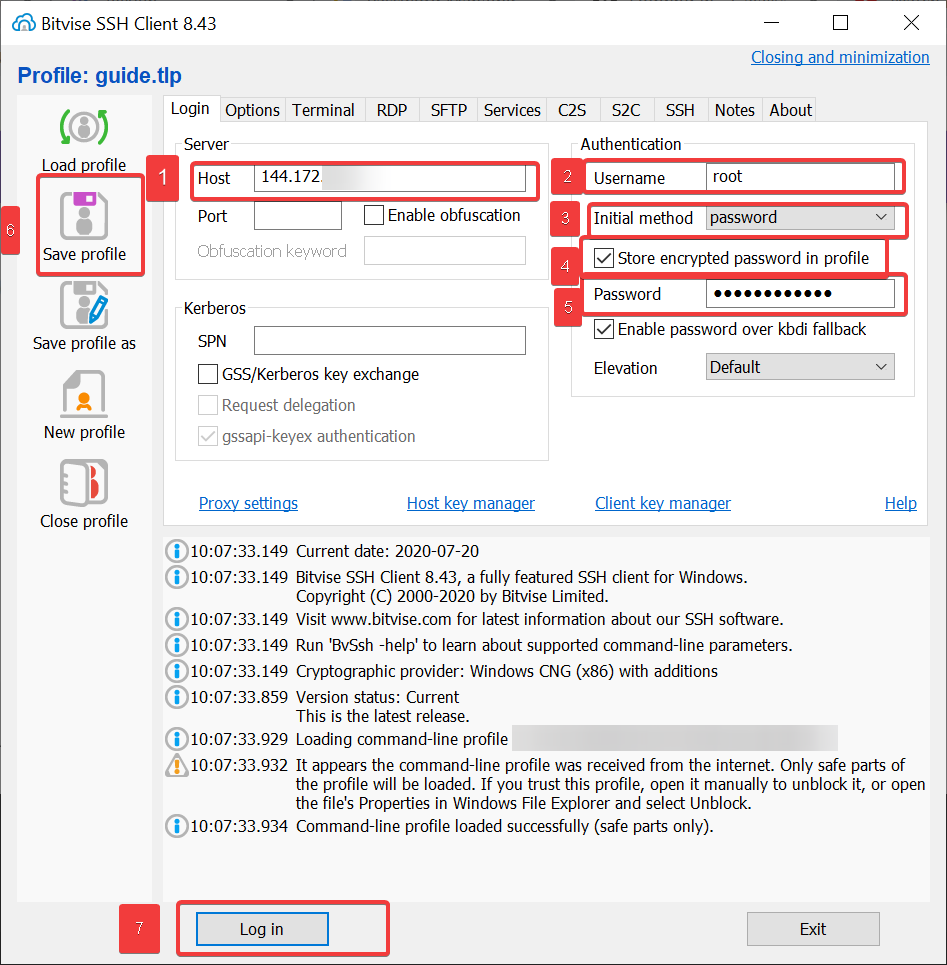 Bitvise SSH Client 8.43
Closing and minimization
Profile: guide.tlp
Load profile
6
Save profile
Save profile as
New profile
Close profile
Login Options Terminal RDP SFTP Services C2S S2C SSH Notes About
Server
1
Host 144.172.
Port Enable obfuscation
Obfuscation keyword
Kerberos
SPN
GSS/Kerberos key exchange
Request delegation
gssapi-keyex authentication
Authentication
2 Username root
3 Initial method password
4 Store encrypted password in profile
5 Password ●●●●●●●●●●●●
Enable password over kbdi fallback
Elevation Default
Proxy settings Host key manager Client key manager Help
10:07:33.149 Current date: 2020-07-20
10:07:33.149 Bitvise SSH Client 8.43, a fully featured SSH client for Windows.
Copyright (C) 2000-2020 by Bitvise Limited.
10:07:33.149 Visit www.bitvise.com for latest information about our SSH software.
10:07:33.149 Run 'BvSsh -help' to learn about supported command-line parameters.
10:07:33.149 Cryptographic provider: Windows CNG (x86) with additions
10:07:33.859 Version status: Current
This is the latest release.
10:07:33.929 Loading command-line profile
10:07:33.932 It appears the command-line profile was received from the internet. Only safe parts of
the profile will be loaded. If you trust this profile, open it manually to unblock it, or open
the file's Properties in Windows File Explorer and select Unblock.
10:07:33.934 Command-line profile loaded successfully (safe parts only).
7 Log in Exit